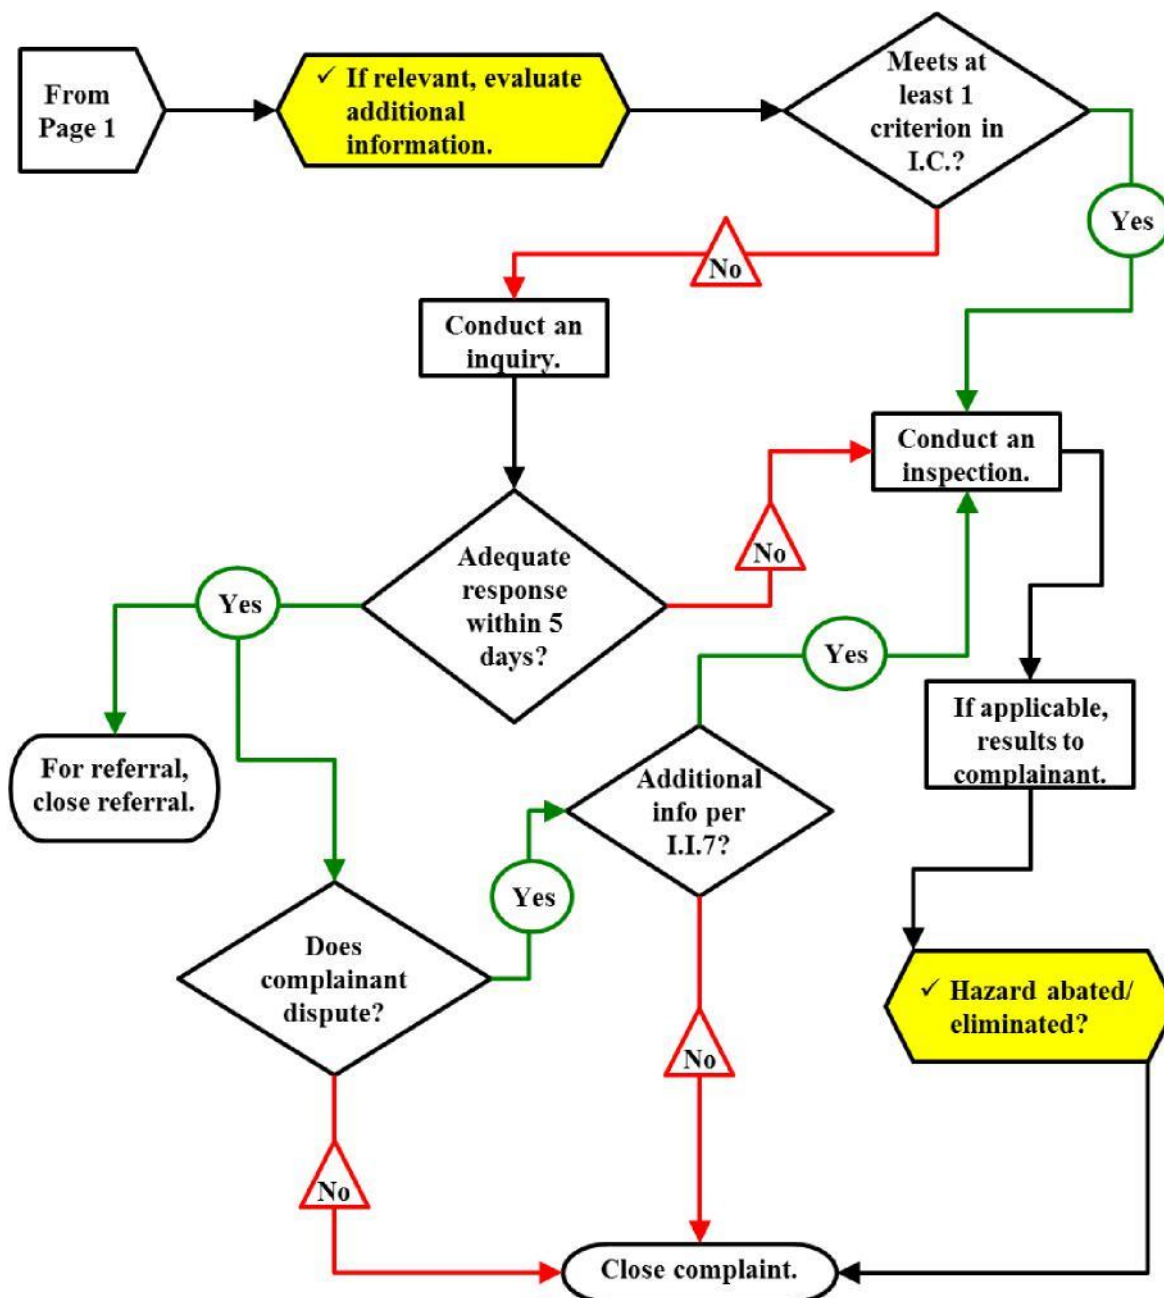 From
Page 1
✓ If relevant, evaluate
additional
information.
Meets at
least 1
criterion in
I.C.?
Yes
No
Conduct an
inquiry.
Conduct an
inspection.
No
Adequate
response
within 5
days?
Yes
Yes
If applicable,
results to
complainant.
For referral,
close referral.
Additional
info per
I.I.7?
Yes
Does
complainant
dispute?
✓ Hazard abated/
eliminated?
No
No
Close complaint.